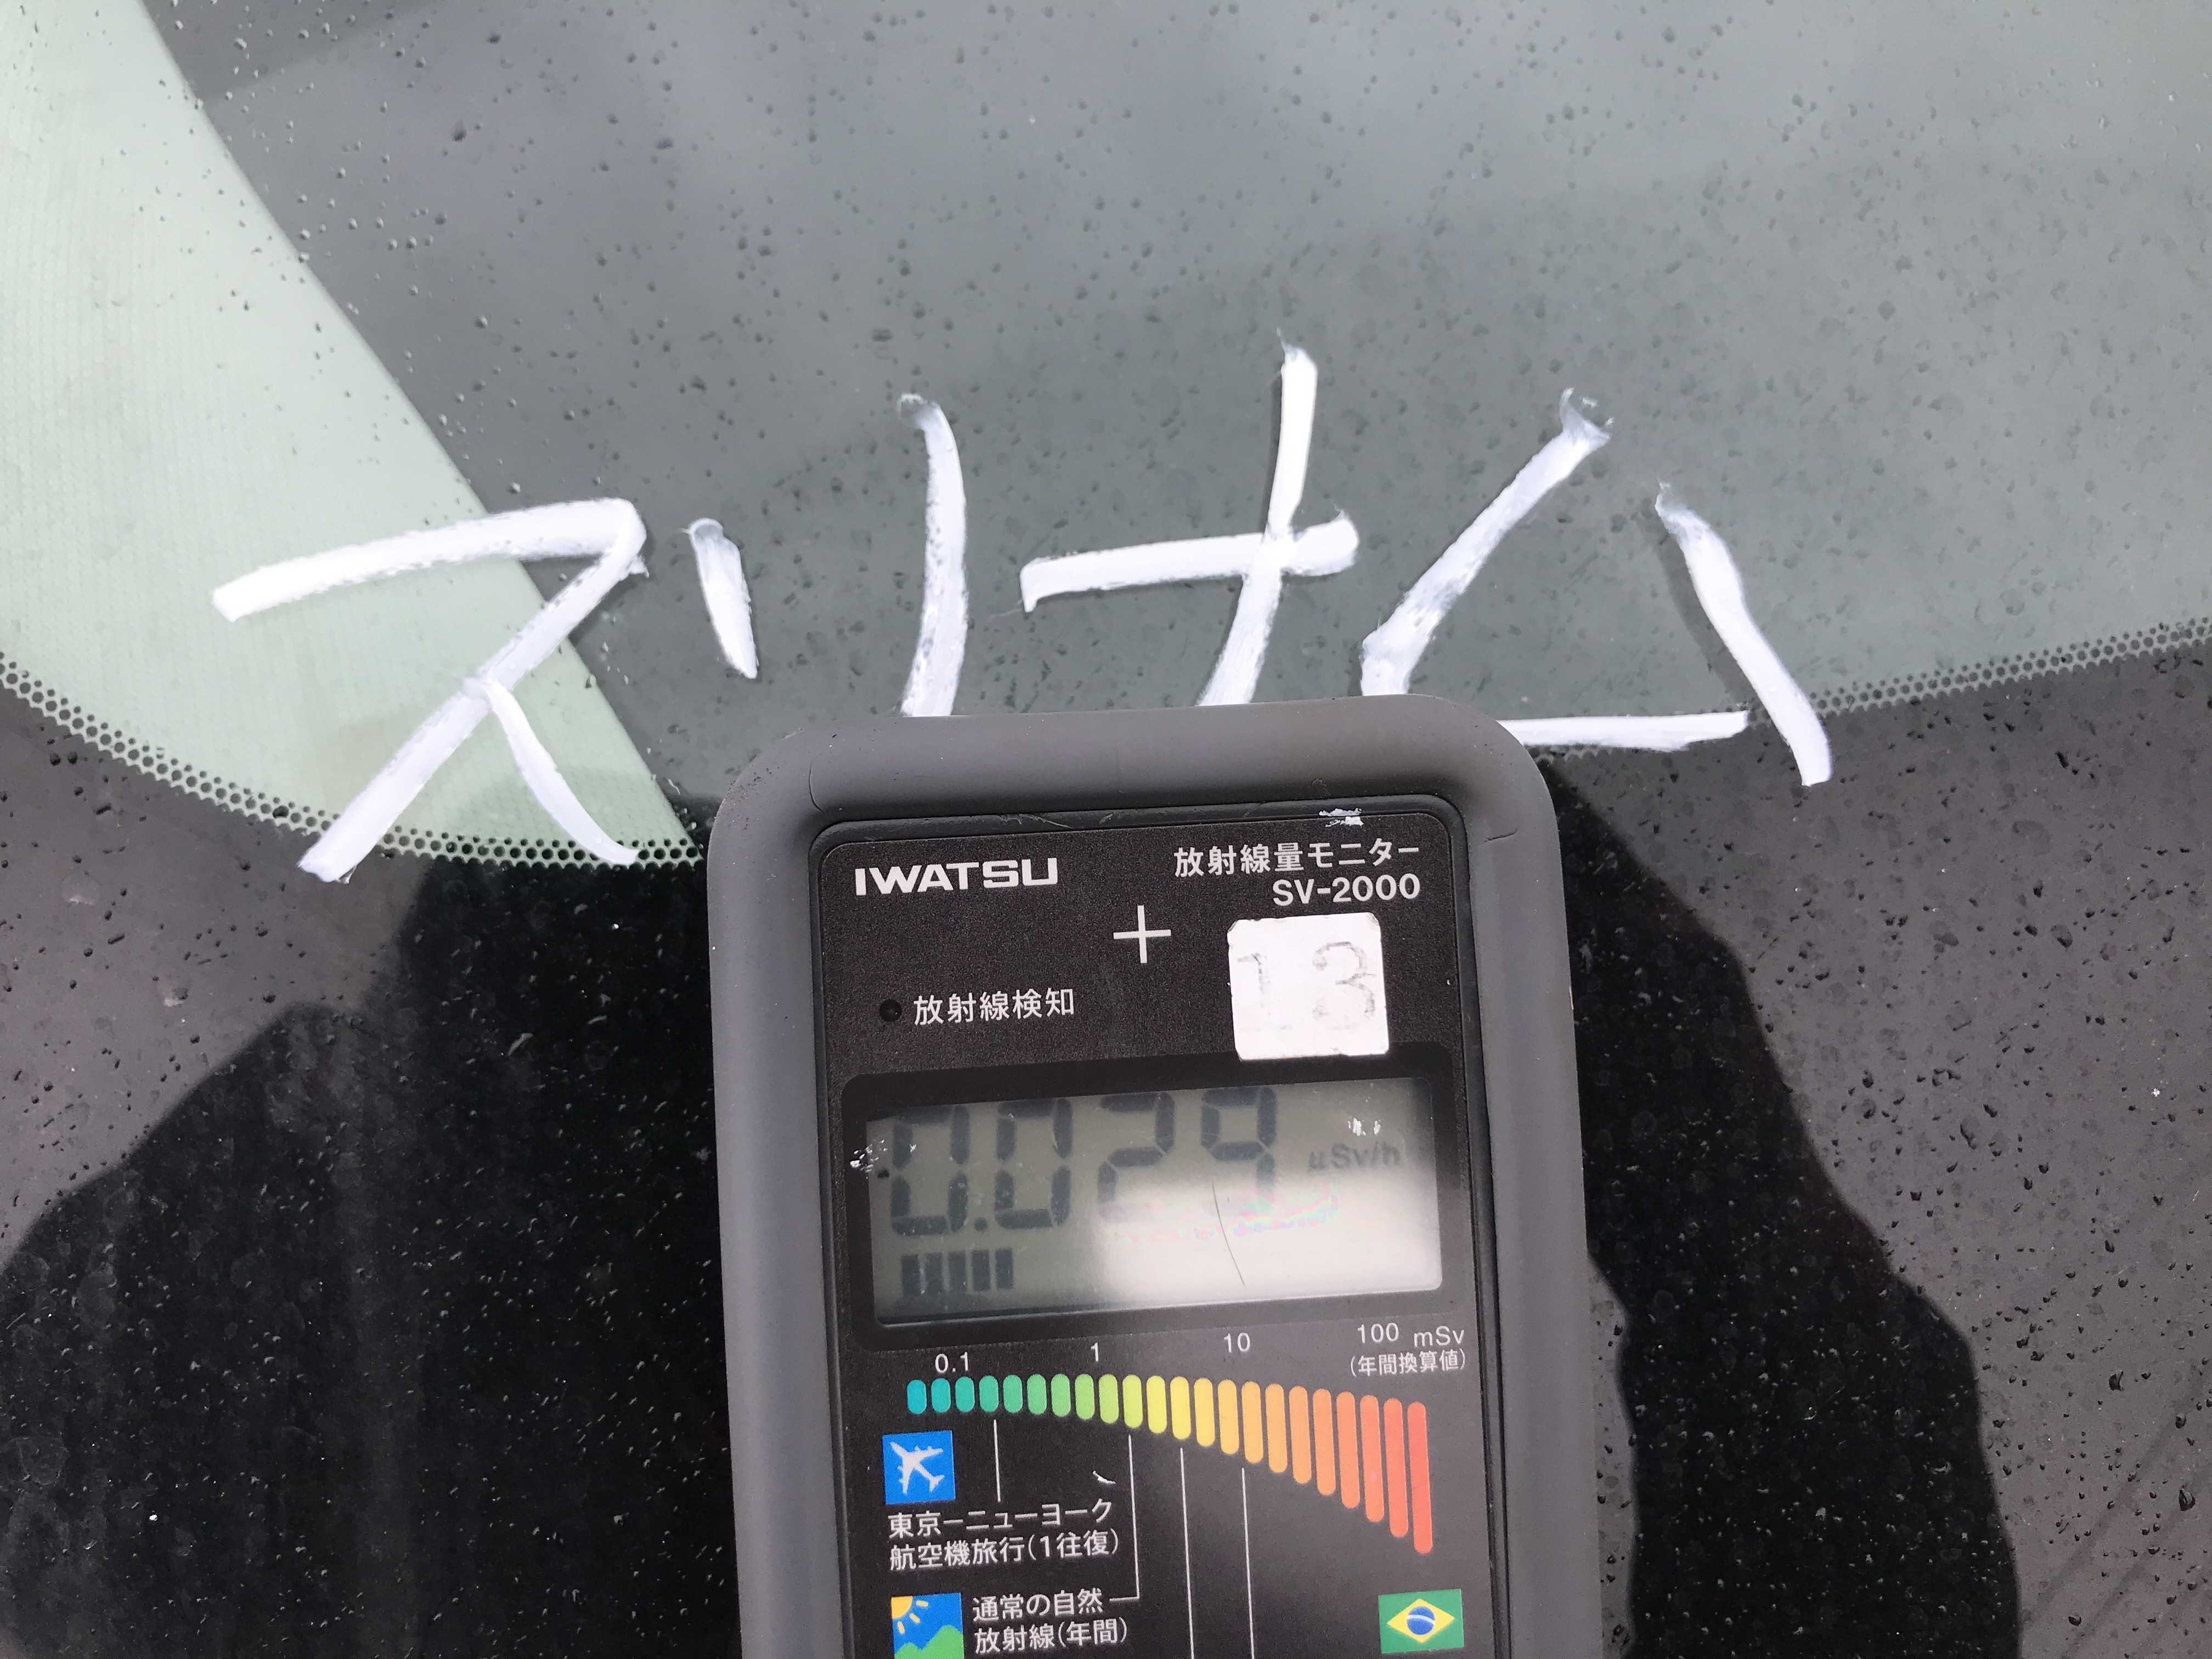 スリナム
IWATSU
放射線量モニター
SV-2000
13
放射線検知
0.029 μSv/h
0.1 1 10 100 mSv
(年間換算値)
東京ーニューヨーク
航空機旅行(1往復)
通常の自然
放射線(年間)